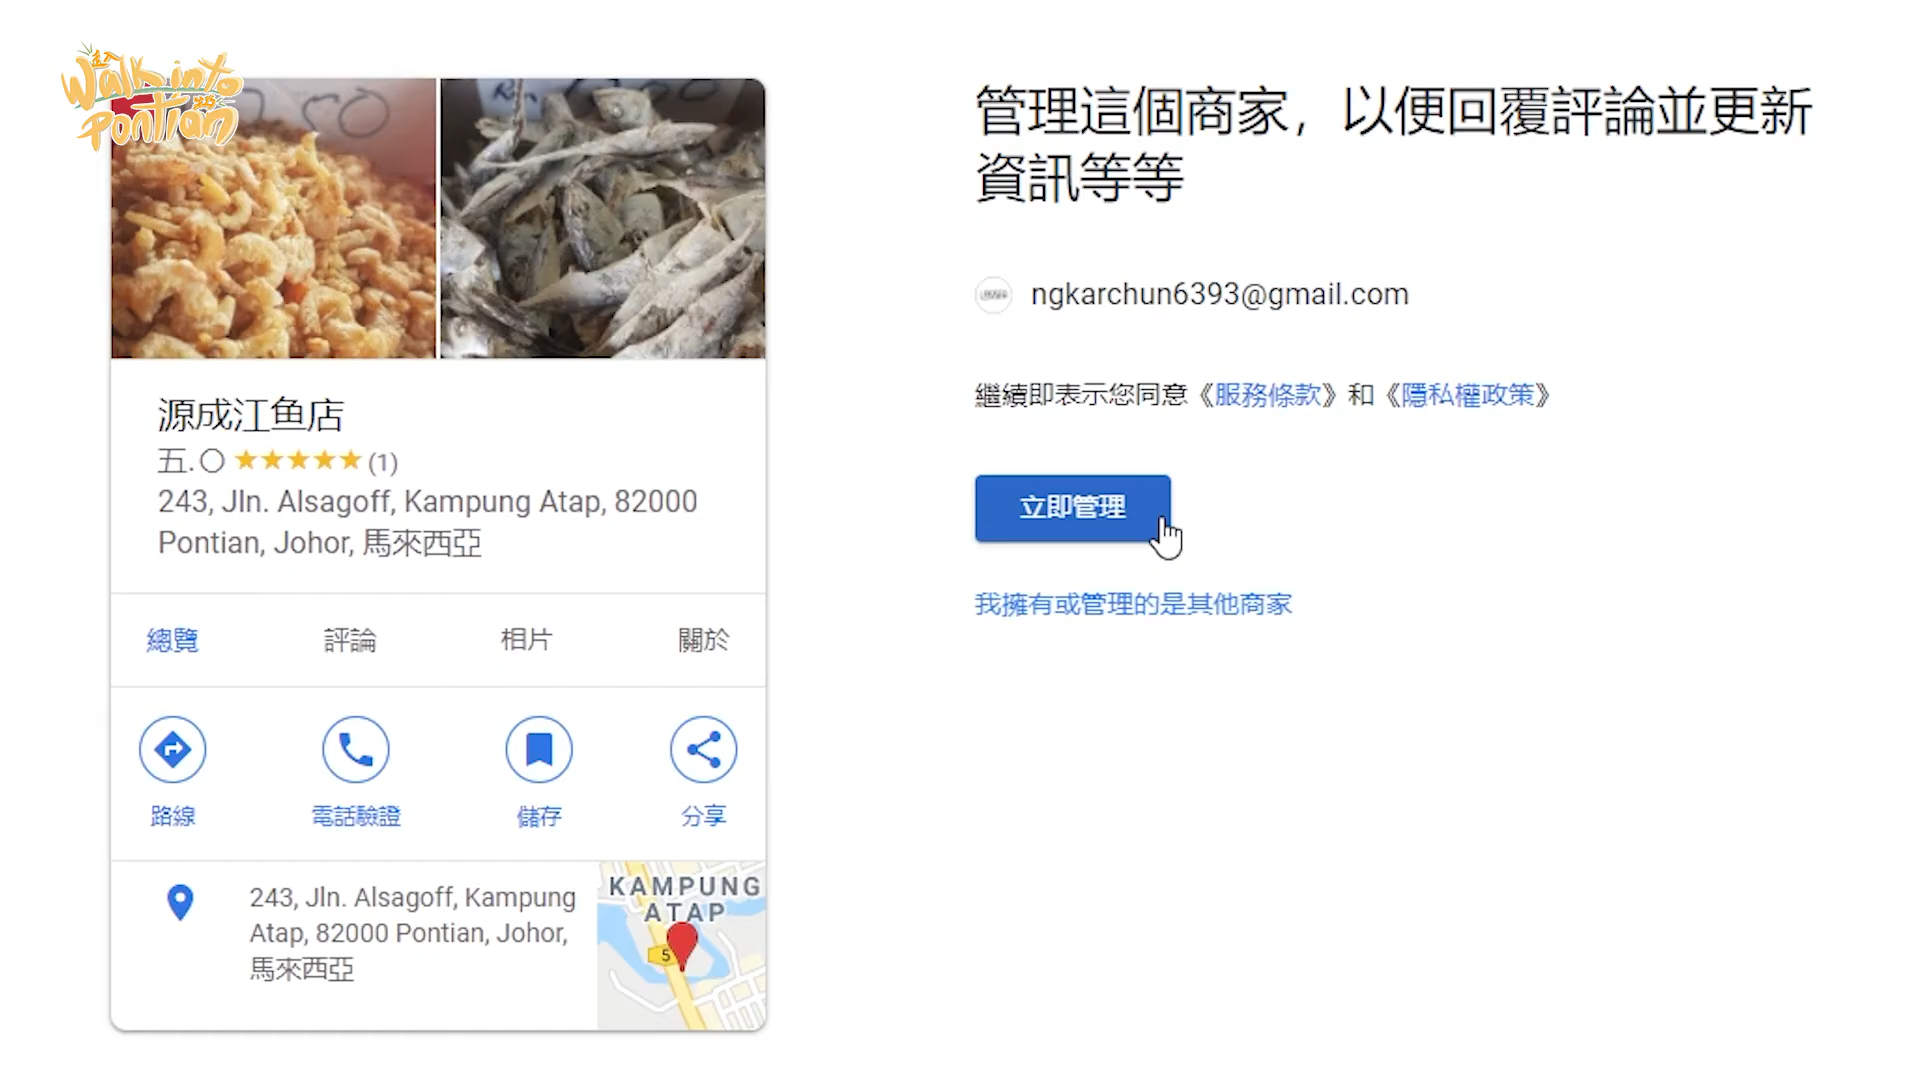 走入
Walk into
Pontian
笨珍
源成江鱼店
五.〇 ★★★★★ (1)
243, Jln. Alsagoff, Kampung Atap, 82000
Pontian, Johor, 馬來西亞
總覽 評論 相片 關於
路線 電話驗證 儲存 分享
243, Jln. Alsagoff, Kampung
Atap, 82000 Pontian, Johor,
馬來西亞
KAMPUNG
ATAP
5
管理這個商家，以便回覆評論並更新
資訊等等
ngkarchun6393@gmail.com
繼續即表示您同意《服務條款》和《隱私權政策》
立即管理
我擁有或管理的是其他商家